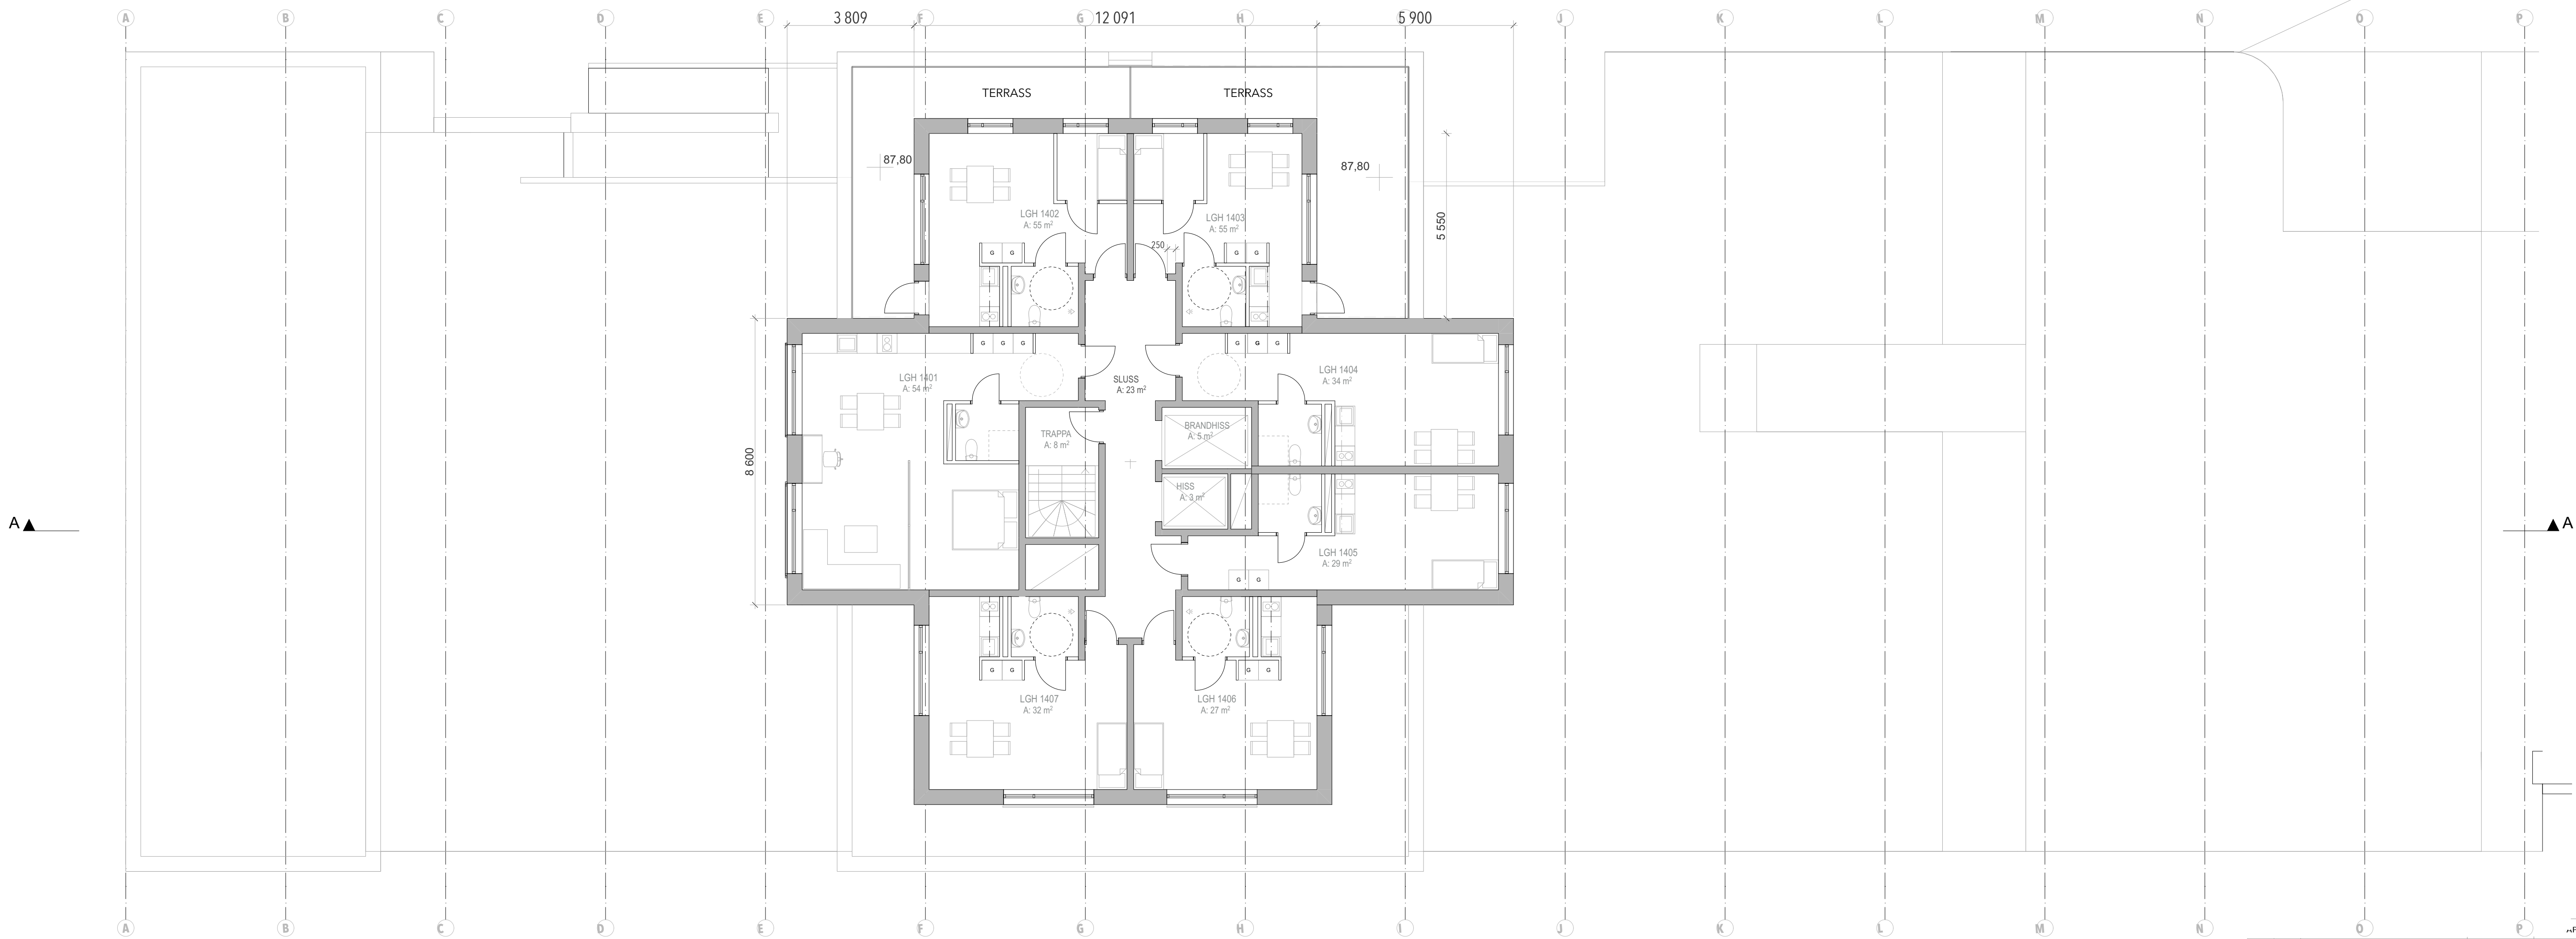 A B C D E F G H I J K L M N O P
3 809 12 091 5 900
TERRASS TERRASS
87,80
87,80
LGH 1402
A: 55 m²
LGH 1403
A: 55 m²
5 550
250
G G
G G
G G G
G G G
LGH 1401
A: 54 m²
SLUSS
A: 23 m²
LGH 1404
A: 34 m²
TRAPPA
A: 8 m²
BRANDHISS
A: 5 m²
8 600
HISS
A: 3 m²
A
A
LGH 1405
A: 29 m²
G G
G G
G G
LGH 1407
A: 32 m²
LGH 1406
A: 27 m²
A B C D E F G H I J K L M N O P